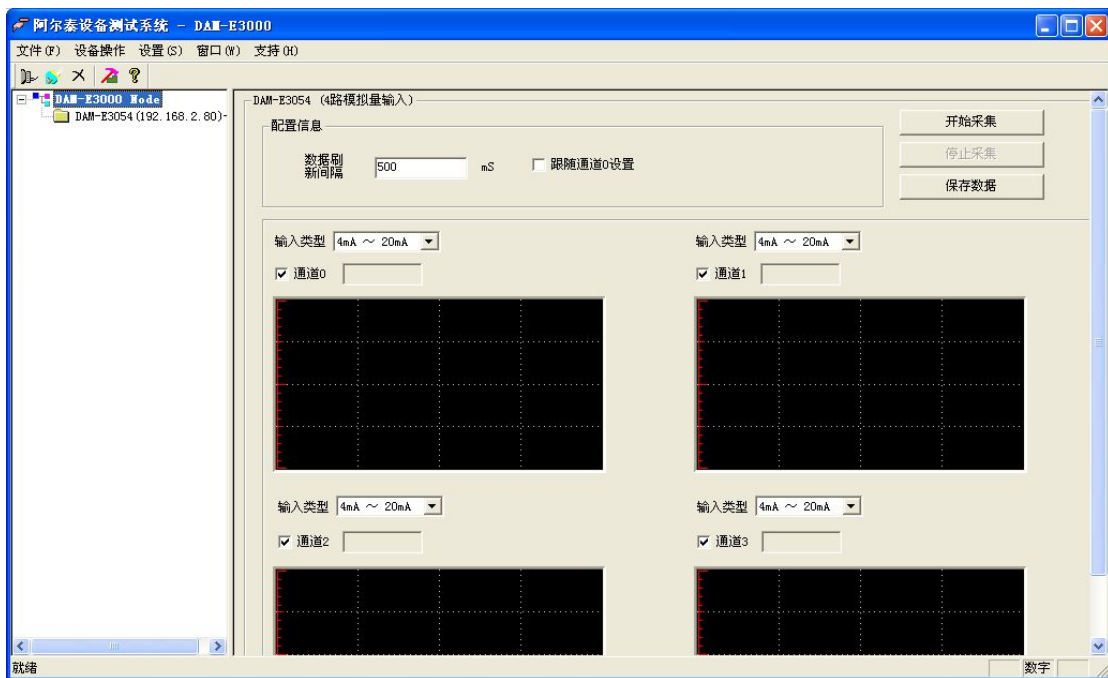 阿尔泰设备测试系统 - DAM-E3000
文件(F) 设备操作 设置(S) 窗口(W) 支持(H)
DAM-E3000 Node
DAM-E3054(192.168.2.80)-
DAM-E3054 (4路模拟量输入)
配置信息
数据刷
新间隔
500 mS 跟随通道0设置
开始采集
停止采集
保存数据
输入类型 4mA ～ 20mA
通道0
输入类型 4mA ～ 20mA
通道1
输入类型 4mA ～ 20mA
通道2
输入类型 4mA ～ 20mA
通道3
就绪 数字